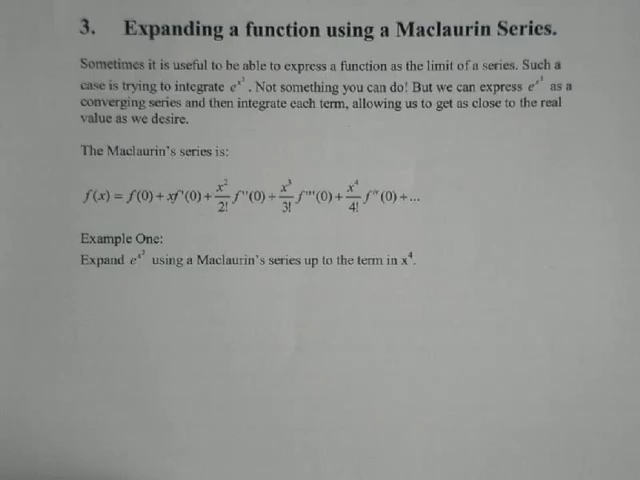 3. Expanding a function using a Maclaurin Series.
Sometimes it is useful to be able to express a function as the limit of a series. Such a
case is trying to integrate e^{x^2}. Not something you can do! But we can express e^{x^2} as a
converging series and then integrate each term, allowing us to get as close to the real
value as we desire.
The Maclaurin's series is:
f(x) = f(0) + xf'(0) + \frac{x^2}{2!} f''(0) + \frac{x^3}{3!} f'''(0) + \frac{x^4}{4!} f^{iv}(0) + ...
Example One:
Expand e^{x^2} using a Maclaurin's series up to the term in x^4.